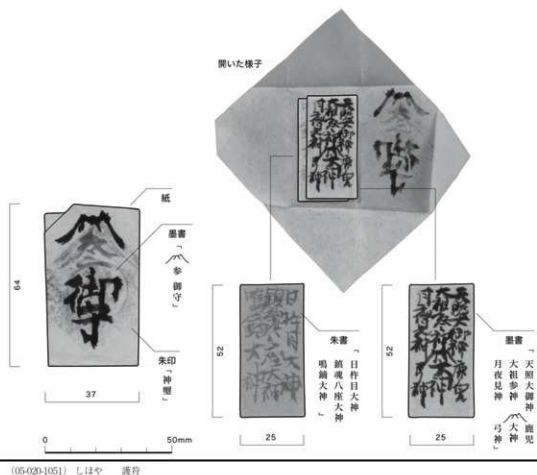 開いた様子
紙
墨書
「参 御守」
朱印「神璽」
64
37
0 50mm
52
25
朱書
「日杵目大神
鎮魂八座大神
鳴鏑大神」
52
25
墨書
「天照大御神 鹿児
大祖参神 大神
月夜見神 弓神」
(05-020-1051) しほや 護符